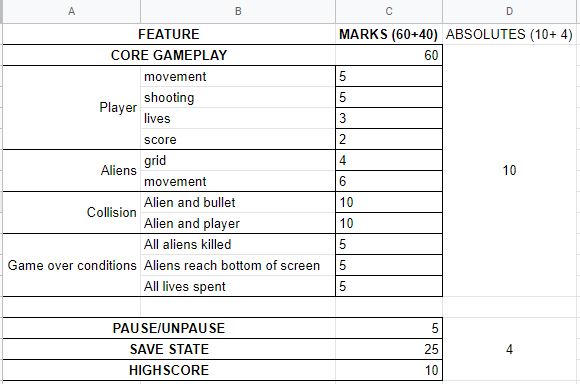 A B C D
FEATURE MARKS (60+40) ABSOLUTES (10+ 4)
CORE GAMEPLAY 60
Player movement 5
shooting 5
lives 3
score 2
Aliens grid 4
movement 6
10
Collision Alien and bullet 10
Alien and player 10
Game over conditions All aliens killed 5
Aliens reach bottom of screen 5
All lives spent 5
PAUSE/UNPAUSE 5
SAVE STATE 25 4
HIGHSCORE 10